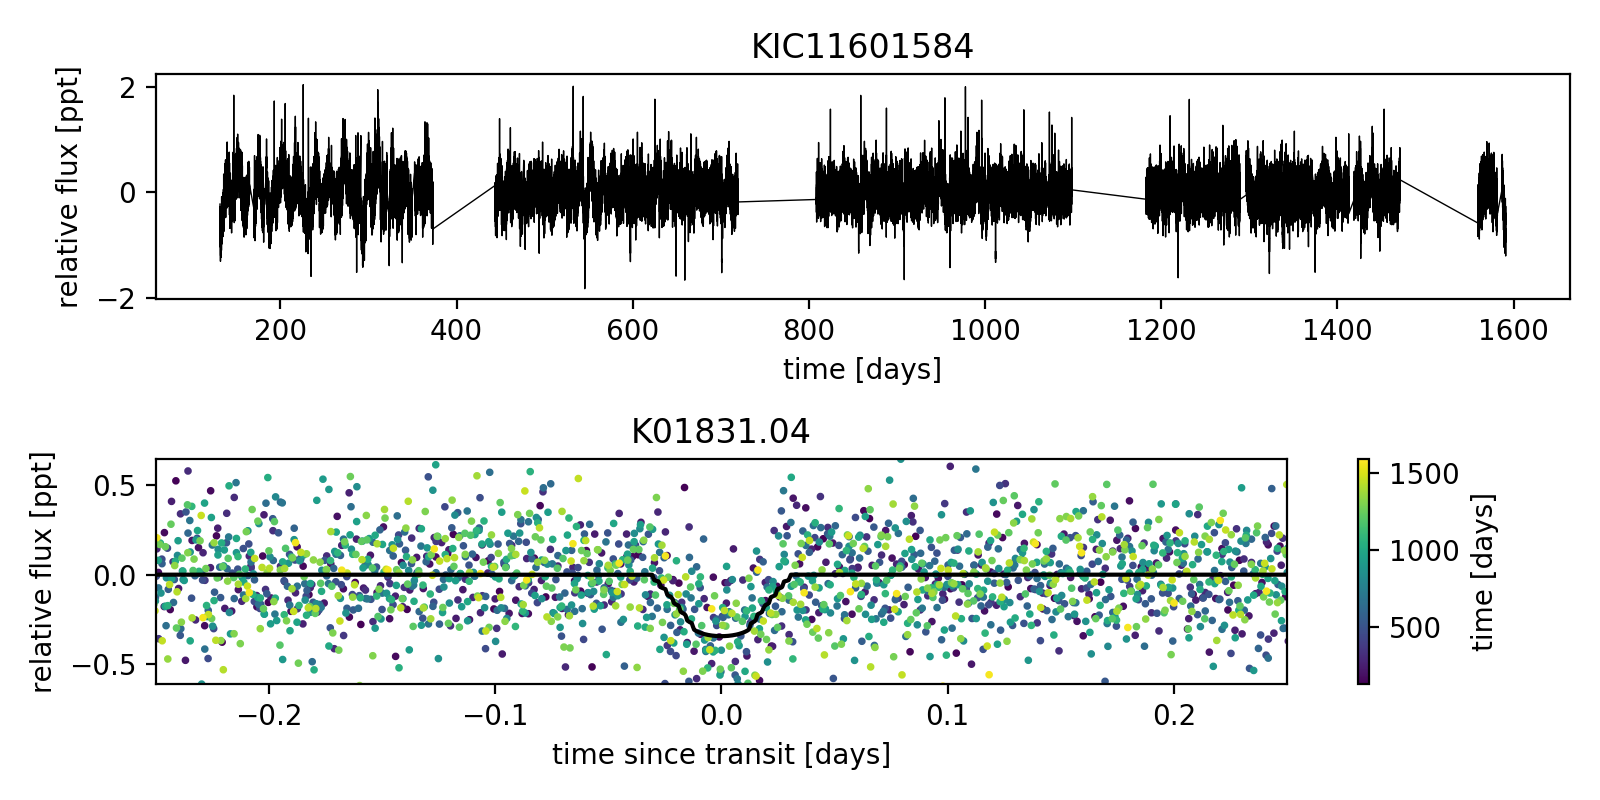 KIC11601584
relative flux [ppt]
2
0
−2
200 400 600 800 1000 1200 1400 1600
time [days]
K01831.04
relative flux [ppt]
0.5
0.0
−0.5
−0.2 −0.1 0.0 0.1 0.2
time since transit [days]
1500
1000
500
time [days]